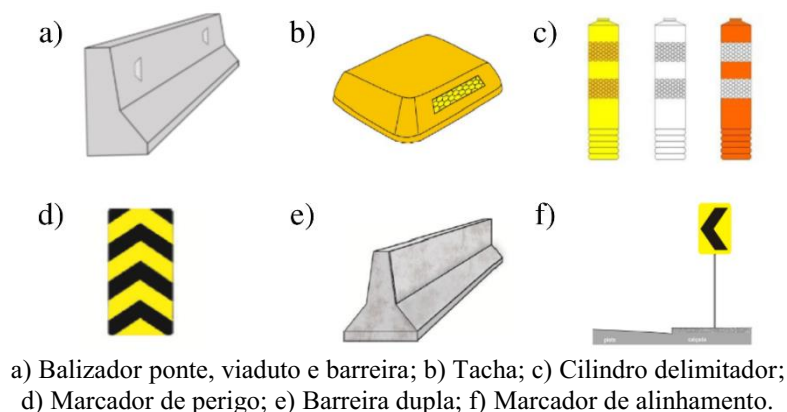 a)
b)
c)
d)
e)
f)
a) Balizador ponte, viaduto e barreira; b) Tacha; c) Cilindro delimitador;
d) Marcador de perigo; e) Barreira dupla; f) Marcador de alinhamento.